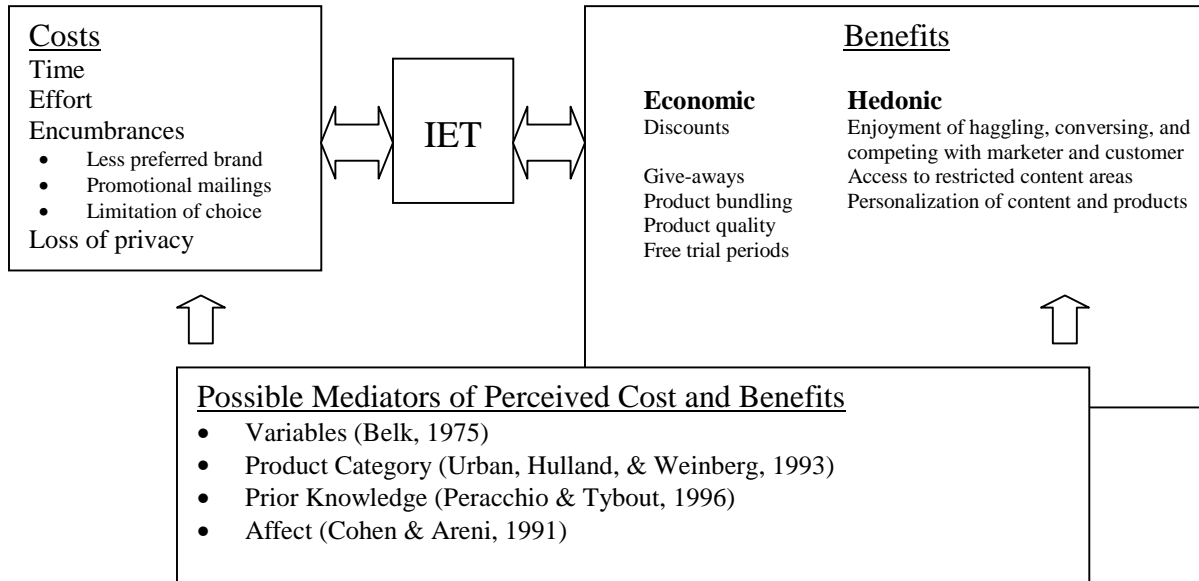 Costs
Time
Effort
Encumbrances
• Less preferred brand
• Promotional mailings
• Limitation of choice
Loss of privacy
IET
Benefits
Economic
Discounts
Give-aways
Product bundling
Product quality
Free trial periods
Hedonic
Enjoyment of haggling, conversing, and
competing with marketer and customer
Access to restricted content areas
Personalization of content and products
Possible Mediators of Perceived Cost and Benefits
• Variables (Belk, 1975)
• Product Category (Urban, Hulland, & Weinberg, 1993)
• Prior Knowledge (Peracchio & Tybout, 1996)
• Affect (Cohen & Areni, 1991)